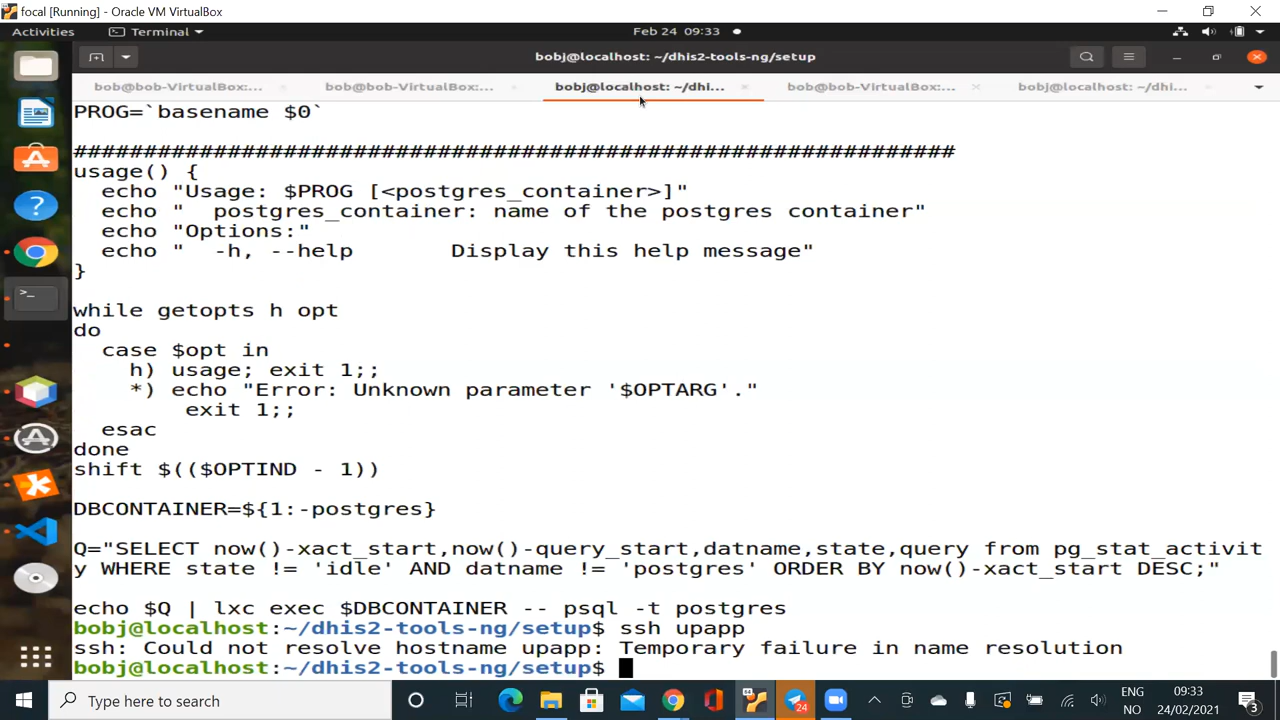 focal [Running] - Oracle VM VirtualBox
Activities
Terminal
Feb 24 09:33
bobj@localhost: ~/dhis2-tools-ng/setup
bob@bob-VirtualBox:...
bob@bob-VirtualBox:...
bobj@localhost: ~/dhi...
bob@bob-VirtualBox:...
bobj@localhost: ~/dhi...
PROG=`basename $0`
###############################################################
usage() {
  echo "Usage: $PROG [<postgres_container>]"
  echo "   postgres_container: name of the postgres container"
  echo "Options:"
  echo "   -h, --help       Display this help message"
}
while getopts h opt
do
  case $opt in
    h) usage; exit 1;;
    *) echo "Error: Unknown parameter '$OPTARG'."
        exit 1;;
  esac
done
shift $(($OPTIND - 1))
DBCONTAINER=${1:-postgres}
Q="SELECT now()-xact_start,now()-query_start,datname,state,query from pg_stat_activit
y WHERE state != 'idle' AND datname != 'postgres' ORDER BY now()-xact_start DESC;"
echo $Q | lxc exec $DBCONTAINER -- psql -t postgres
bobj@localhost:~/dhis2-tools-ng/setup$ ssh upapp
ssh: Could not resolve hostname upapp: Temporary failure in name resolution
bobj@localhost:~/dhis2-tools-ng/setup$
Type here to search
24
ENG
NO
09:33
24/02/2021
3